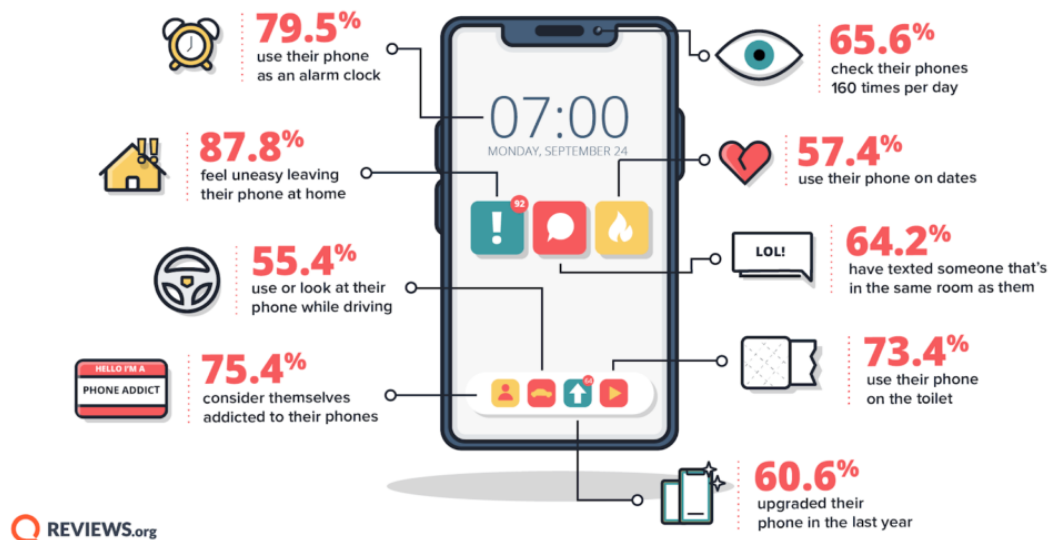 79.5%
use their phone
as an alarm clock
87.8%
feel uneasy leaving
their phone at home
55.4%
use or look at their
phone while driving
HELLO I'M A
PHONE ADDICT
75.4%
consider themselves
addicted to their phones
07:00
MONDAY, SEPTEMBER 24
92
64
65.6%
check their phones
160 times per day
57.4%
use their phone on dates
LOL!
64.2%
have texted someone that's
in the same room as them
73.4%
use their phone
on the toilet
60.6%
upgraded their
phone in the last year
REVIEWS.org